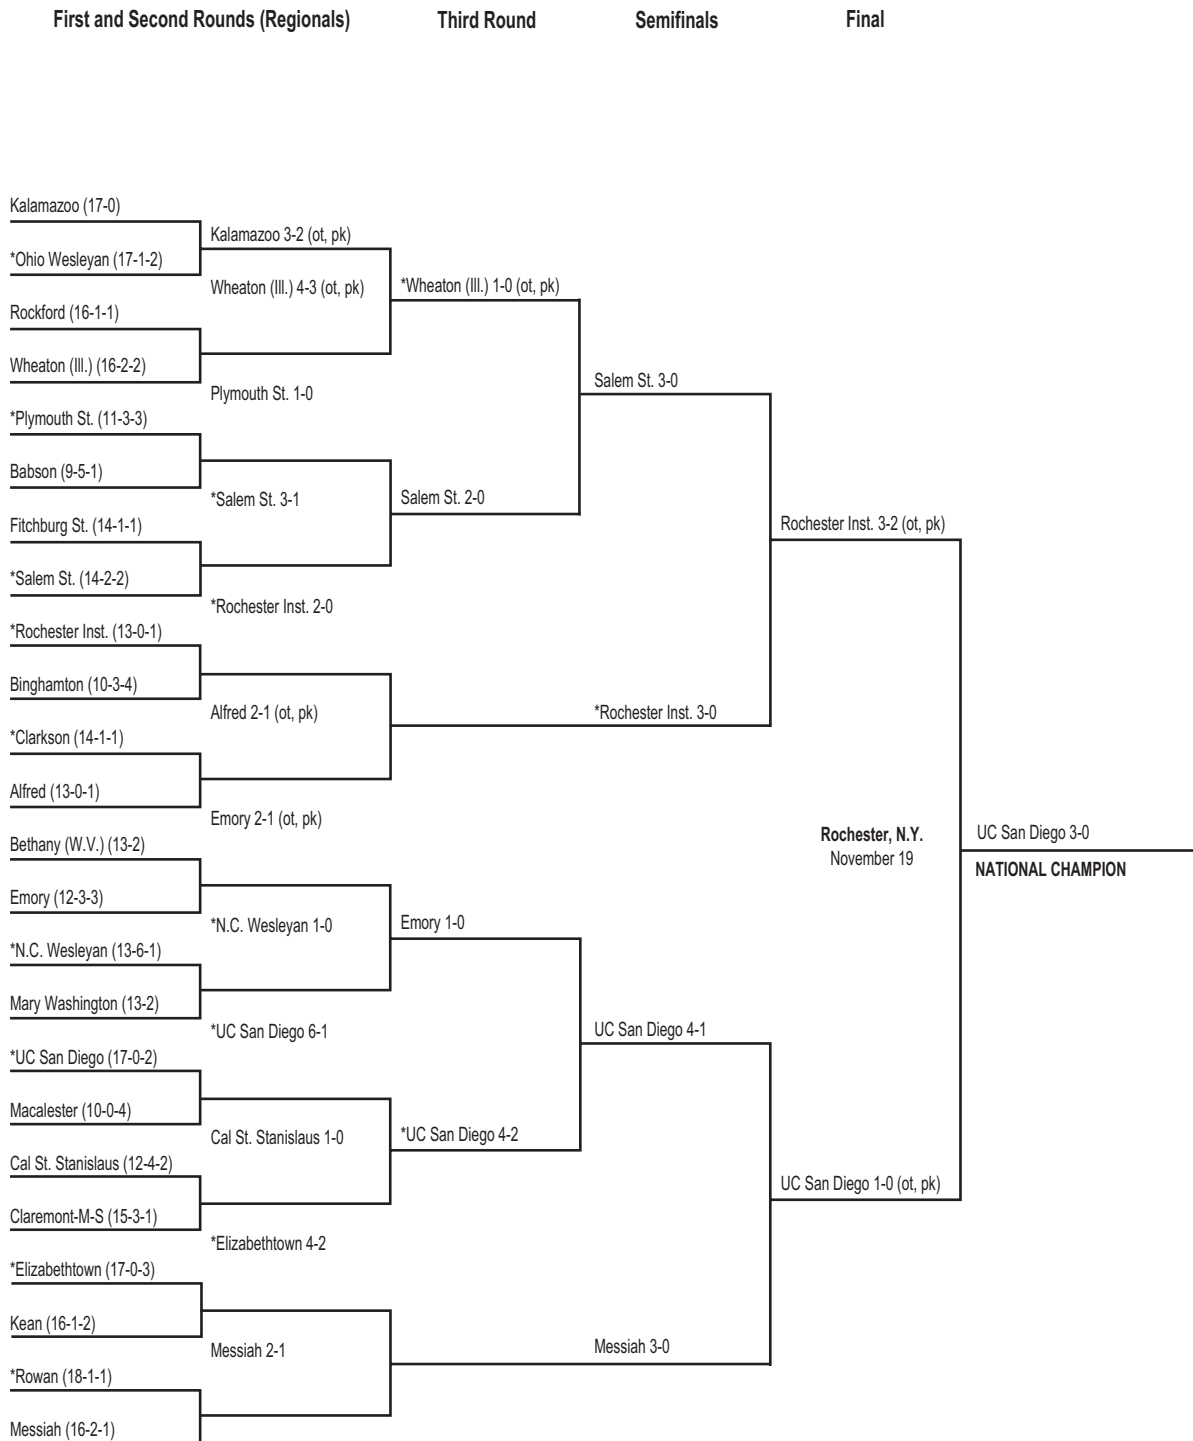 First and Second Rounds (Regionals)
Third Round
Semifinals
Final
Kalamazoo (17-0)
*Ohio Wesleyan (17-1-2)
Rockford (16-1-1)
Wheaton (Ill.) (16-2-2)
*Plymouth St. (11-3-3)
Babson (9-5-1)
Fitchburg St. (14-1-1)
*Salem St. (14-2-2)
*Rochester Inst. (13-0-1)
Binghamton (10-3-4)
*Clarkson (14-1-1)
Alfred (13-0-1)
Bethany (W.V.) (13-2)
Emory (12-3-3)
*N.C. Wesleyan (13-6-1)
Mary Washington (13-2)
*UC San Diego (17-0-2)
Macalester (10-0-4)
Cal St. Stanislaus (12-4-2)
Claremont-M-S (15-3-1)
*Elizabethtown (17-0-3)
Kean (16-1-2)
*Rowan (18-1-1)
Messiah (16-2-1)
Kalamazoo 3-2 (ot, pk)
Wheaton (Ill.) 4-3 (ot, pk)
Plymouth St. 1-0
*Salem St. 3-1
*Rochester Inst. 2-0
Alfred 2-1 (ot, pk)
Emory 2-1 (ot, pk)
*N.C. Wesleyan 1-0
*UC San Diego 6-1
Cal St. Stanislaus 1-0
*Elizabethtown 4-2
Messiah 2-1
*Wheaton (Ill.) 1-0 (ot, pk)
Salem St. 2-0
Emory 1-0
*UC San Diego 4-2
Salem St. 3-0
*Rochester Inst. 3-0
UC San Diego 4-1
Messiah 3-0
Rochester Inst. 3-2 (ot, pk)
UC San Diego 1-0 (ot, pk)
Rochester, N.Y.
November 19
UC San Diego 3-0
NATIONAL CHAMPION